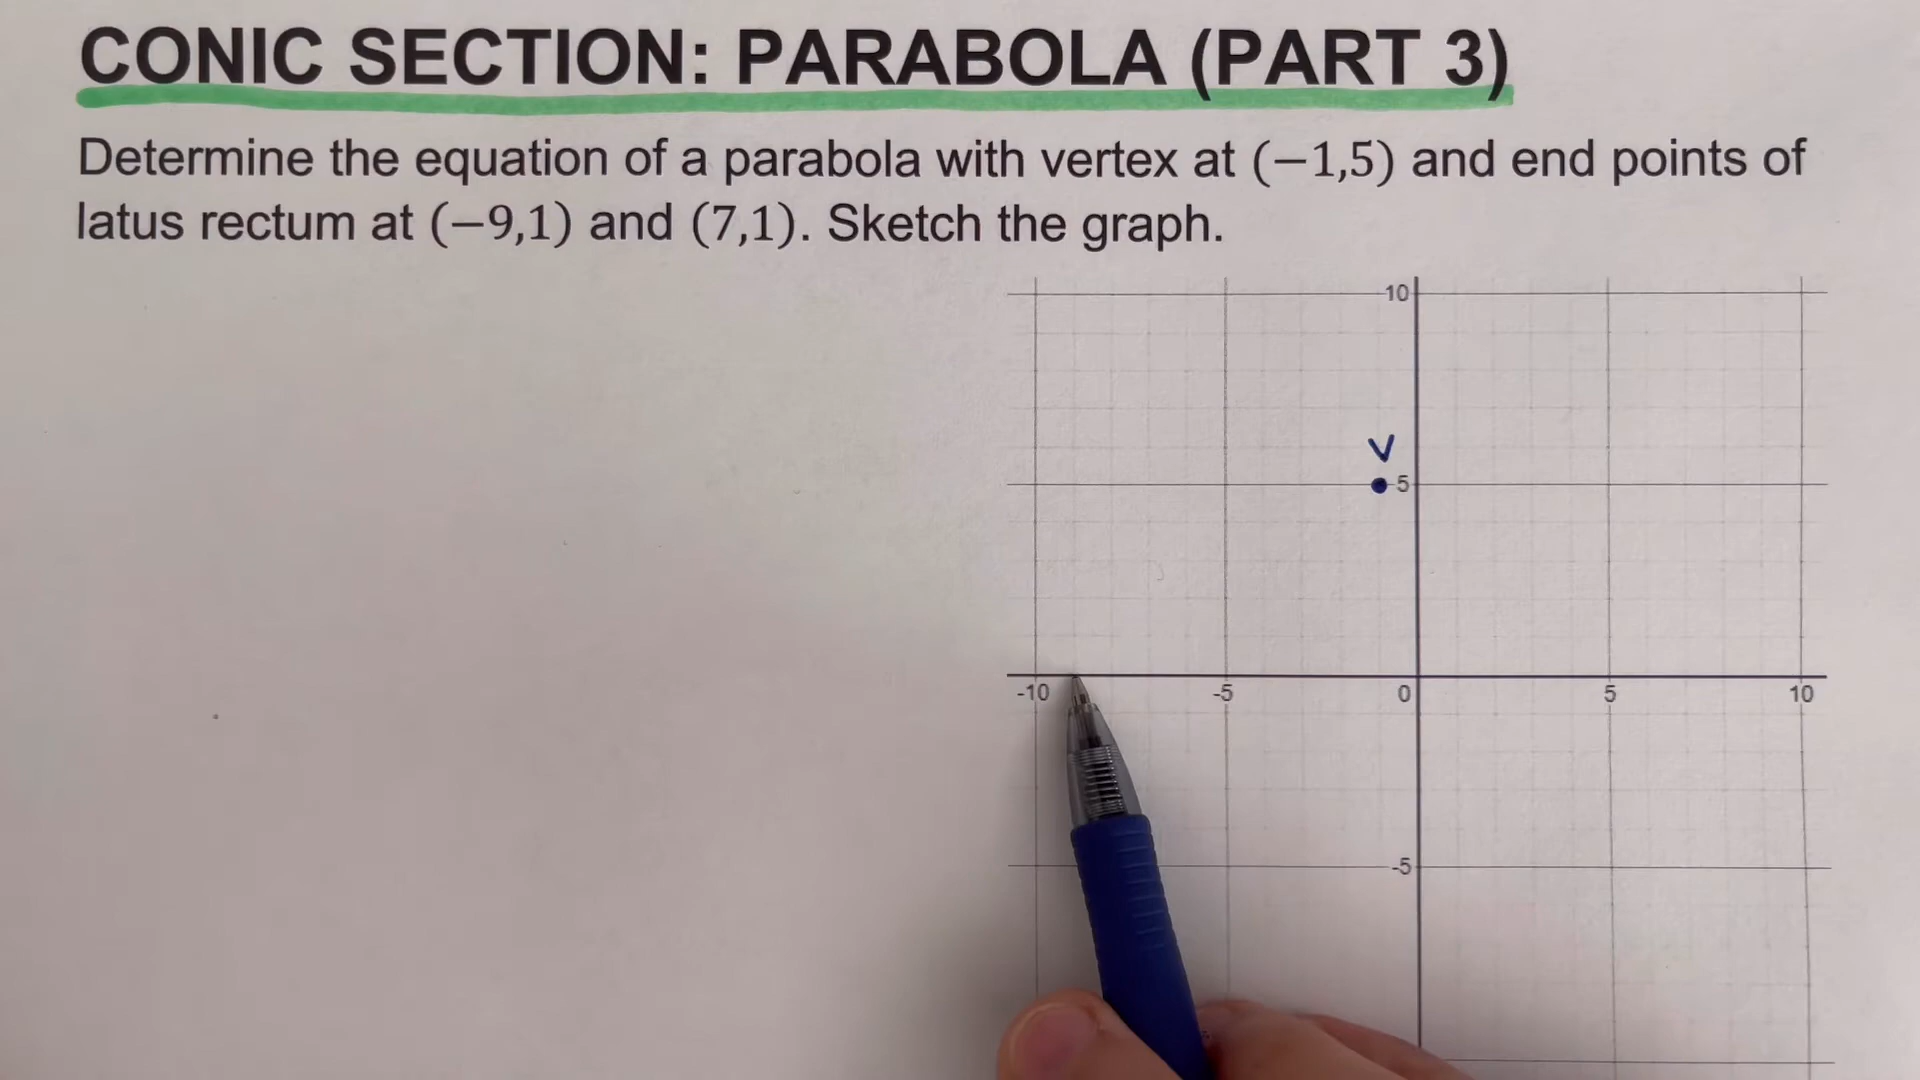 CONIC SECTION: PARABOLA (PART 3)
Determine the equation of a parabola with vertex at (−1,5) and end points of
latus rectum at (−9,1) and (7,1). Sketch the graph.
10
V
5
-10 -5 0 5 10
-5